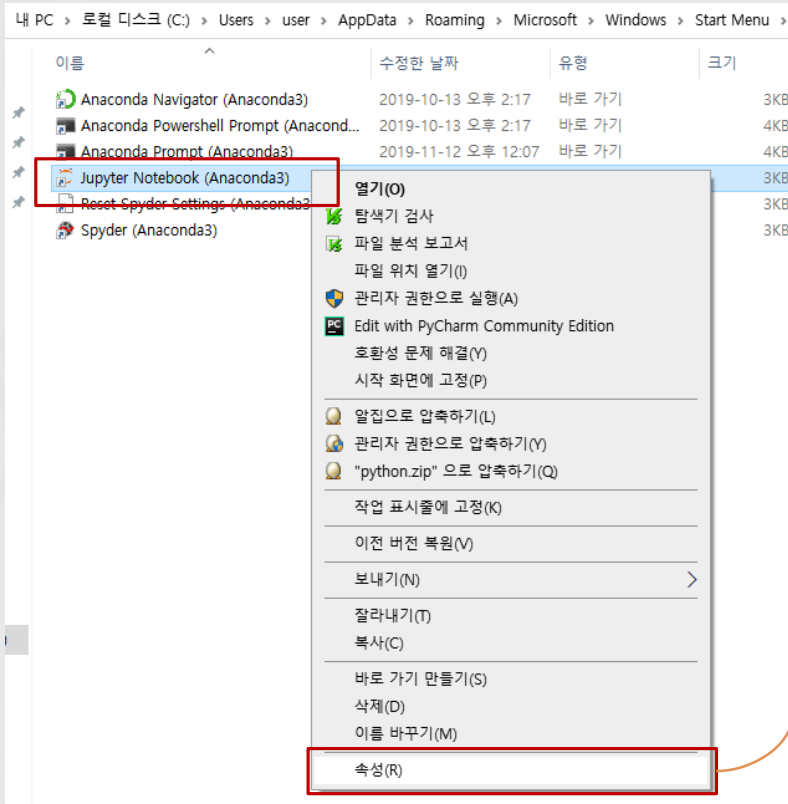 내 PC > 로컬 디스크 (C:) > Users > user > AppData > Roaming > Microsoft > Windows > Start Menu >
이름 수정한 날짜 유형 크기
Anaconda Navigator (Anaconda3) 2019-10-13 오후 2:17 바로 가기 3KB
Anaconda Powershell Prompt (Anacond... 2019-10-13 오후 2:17 바로 가기 4KB
Anaconda Prompt (Anaconda3) 2019-11-12 오후 12:07 바로 가기 4KB
Jupyter Notebook (Anaconda3) 3KB
Reset Spyder Settings (Anaconda3 3KB
Spyder (Anaconda3) 3KB
열기(O)
탐색기 검사
파일 분석 보고서
파일 위치 열기(I)
관리자 권한으로 실행(A)
PC Edit with PyCharm Community Edition
호환성 문제 해결(Y)
시작 화면에 고정(P)
알집으로 압축하기(L)
관리자 권한으로 압축하기(Y)
"python.zip" 으로 압축하기(Q)
작업 표시줄에 고정(K)
이전 버전 복원(V)
보내기(N)
잘라내기(T)
복사(C)
바로 가기 만들기(S)
삭제(D)
이름 바꾸기(M)
속성(R)